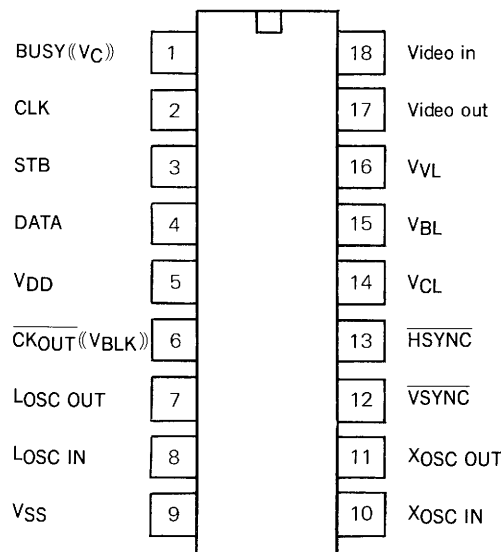 BUSY((VC)) 1 18 Video in
CLK 2 17 Video out
STB 3 16 VVL
DATA 4 15 VBL
VDD 5 14 VCL
CKOUT((VBLK)) 6 13 HSYNC
LOSC OUT 7 12 VSYNC
LOSC IN 8 11 XOSC OUT
VSS 9 10 XOSC IN